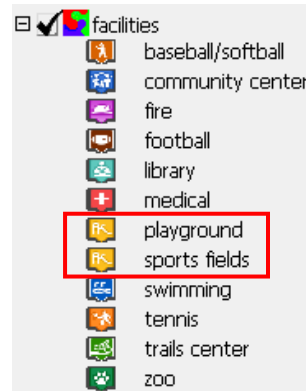 facilities
baseball/softball
community center
fire
football
library
medical
playground
sports fields
swimming
tennis
trails center
zoo